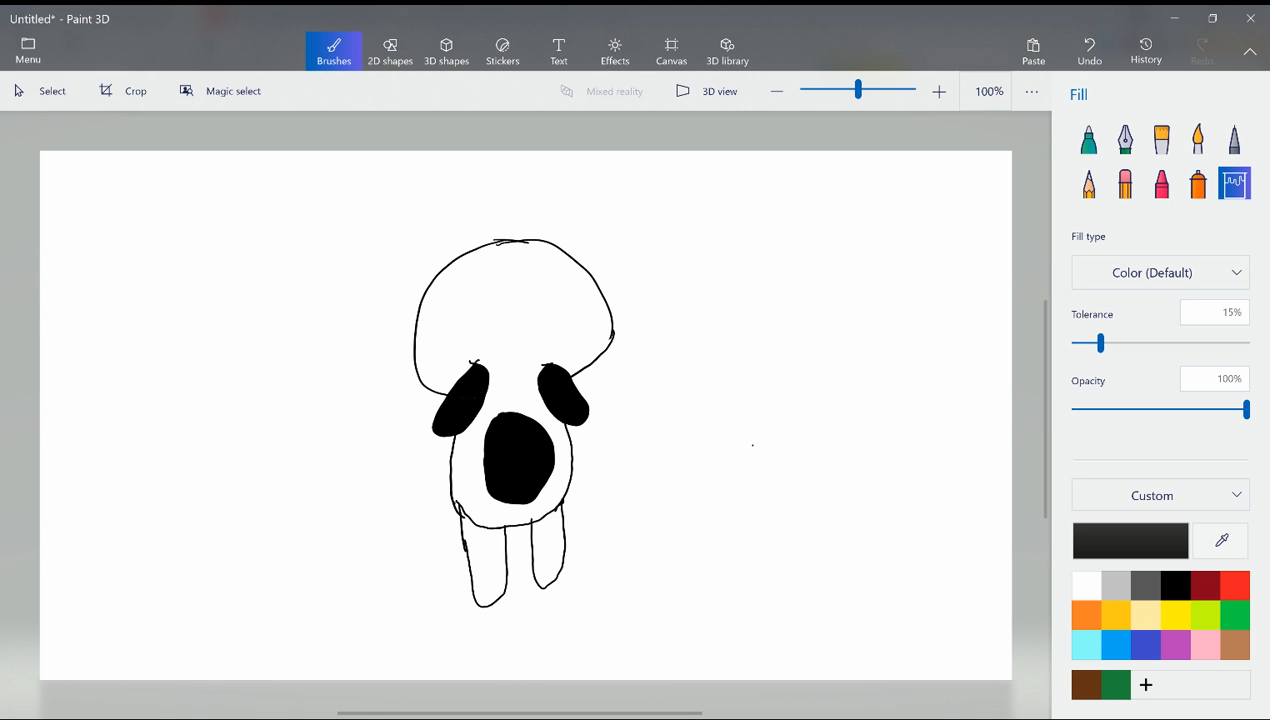 Untitled* - Paint 3D
Menu
Brushes 2D shapes 3D shapes Stickers Text Effects Canvas 3D library Paste Undo History Redo
Select Crop Magic select Mixed reality 3D view 100%
Fill
Fill type
Color (Default)
Tolerance 15%
Opacity 100%
Custom